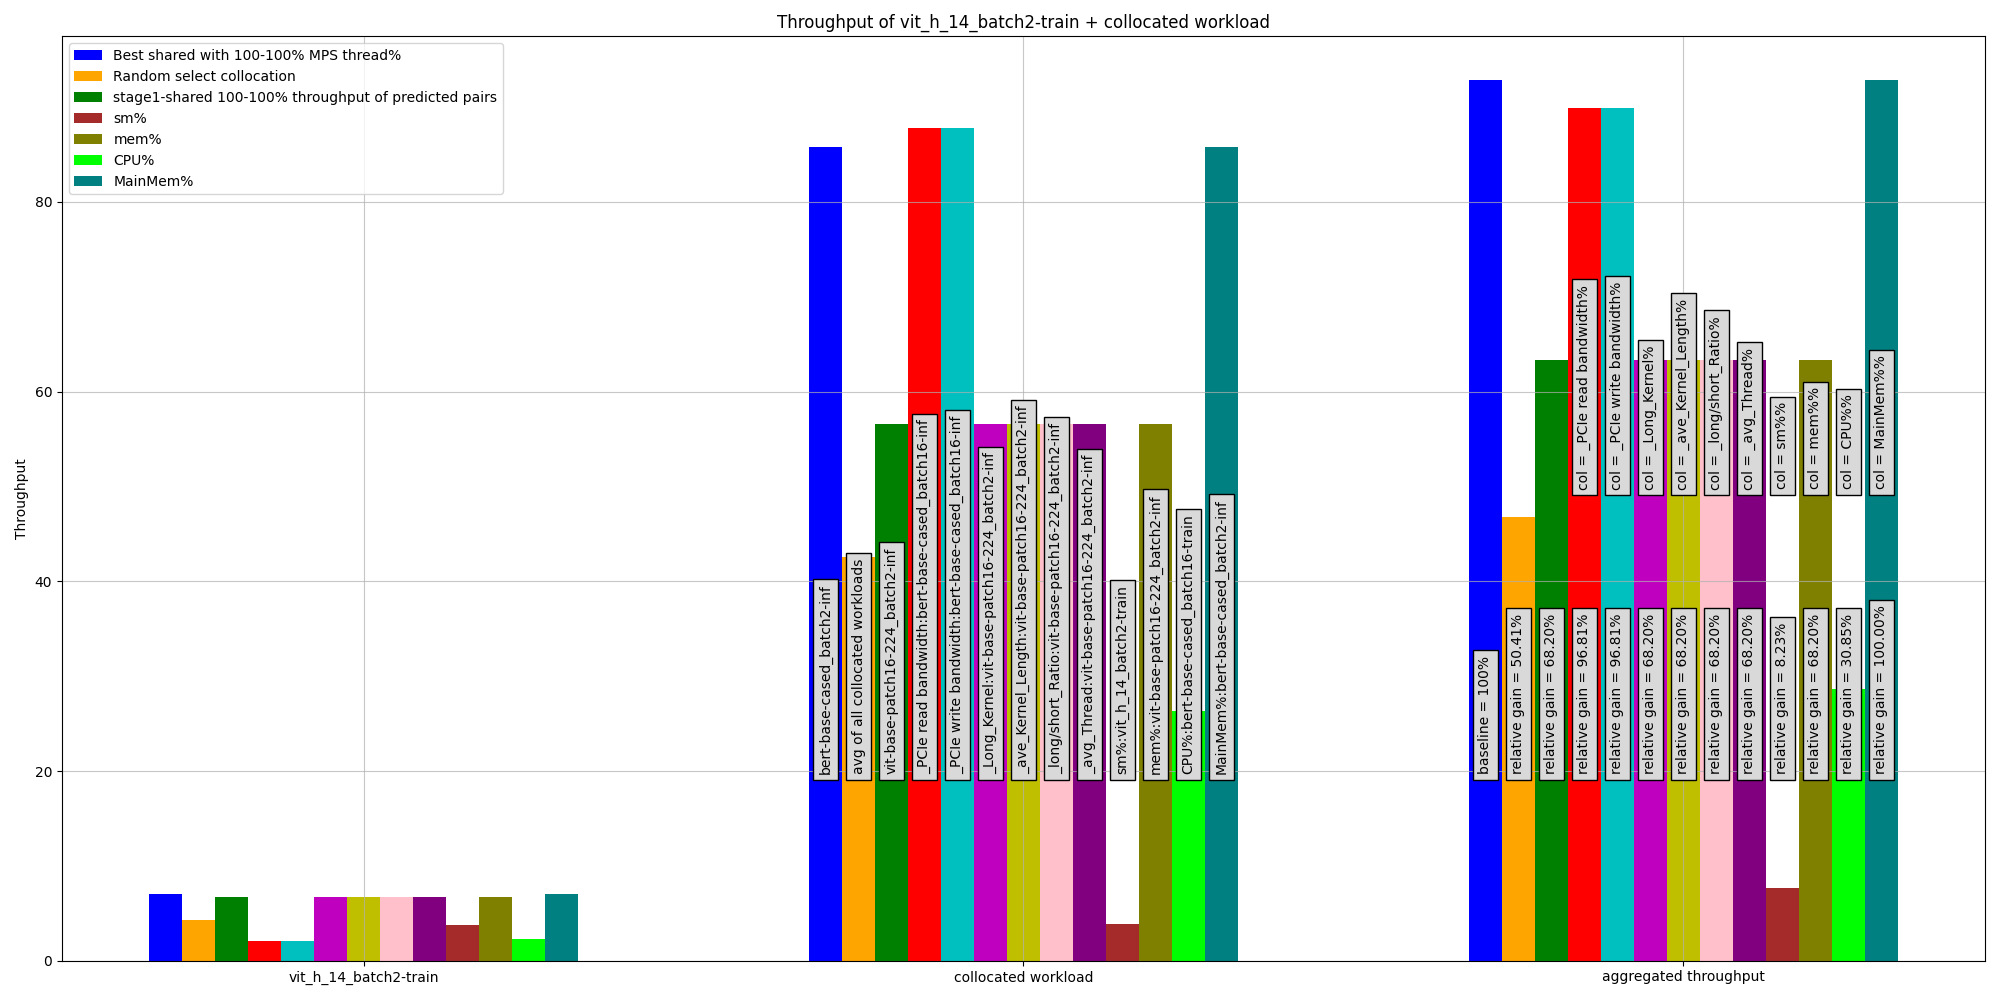 Throughput of vit_h_14_batch2-train + collocated workload
Best shared with 100-100% MPS thread%
Random select collocation
stage1-shared 100-100% throughput of predicted pairs
sm%
mem%
CPU%
MainMem%
Throughput
80
60
40
20
0
bert-base-cased_batch2-inf
avg of all collocated workloads
vit-base-patch16-224_batch2-inf
_PCIe read bandwidth:bert-base-cased_batch16-inf
_PCIe write bandwidth:bert-base-cased_batch16-inf
_Long_Kernel:vit-base-patch16-224_batch2-inf
_ave_Kernel_Length:vit-base-patch16-224_batch2-inf
_long/short_Ratio:vit-base-patch16-224_batch2-inf
_avg_Thread:vit-base-patch16-224_batch2-inf
sm%:vit_h_14_batch2-train
mem%:vit-base-patch16-224_batch2-inf
CPU%:bert-base-cased_batch16-train
MainMem%:bert-base-cased_batch2-inf
col = _PCIe read bandwidth%
col = _PCIe write bandwidth%
col = _Long_Kernel%
col = _ave_Kernel_Length%
col = _long/short_Ratio%
col = _avg_Thread%
col = sm%%
col = mem%%
col = CPU%%
col = MainMem%%
baseline = 100%
relative gain = 50.41%
relative gain = 68.20%
relative gain = 96.81%
relative gain = 96.81%
relative gain = 68.20%
relative gain = 68.20%
relative gain = 68.20%
relative gain = 68.20%
relative gain = 8.23%
relative gain = 68.20%
relative gain = 30.85%
relative gain = 100.00%
vit_h_14_batch2-train
collocated workload
aggregated throughput